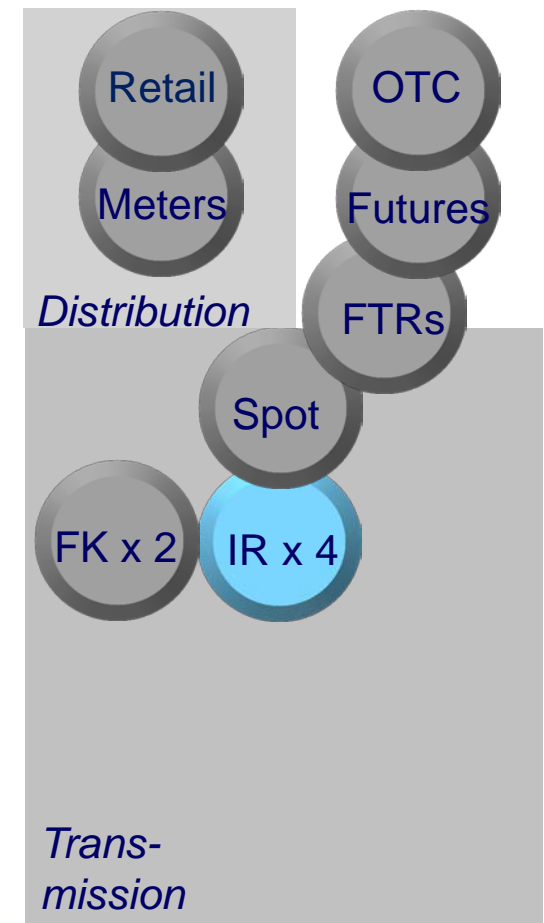 Retail
OTC
Meters
Futures
Distribution
FTRs
Spot
FK x 2
IR x 4
Trans-
mission